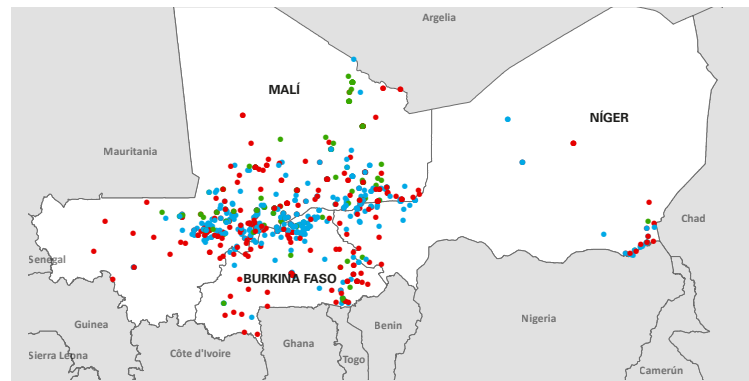 Argelia
MALÍ
NÍGER
Mauritania
Chad
Senegal
BURKINA FASO
Guinea
Nigeria
Benin
Ghana
Sierra Leona
Côte d'Ivoire
Togo
Camerún